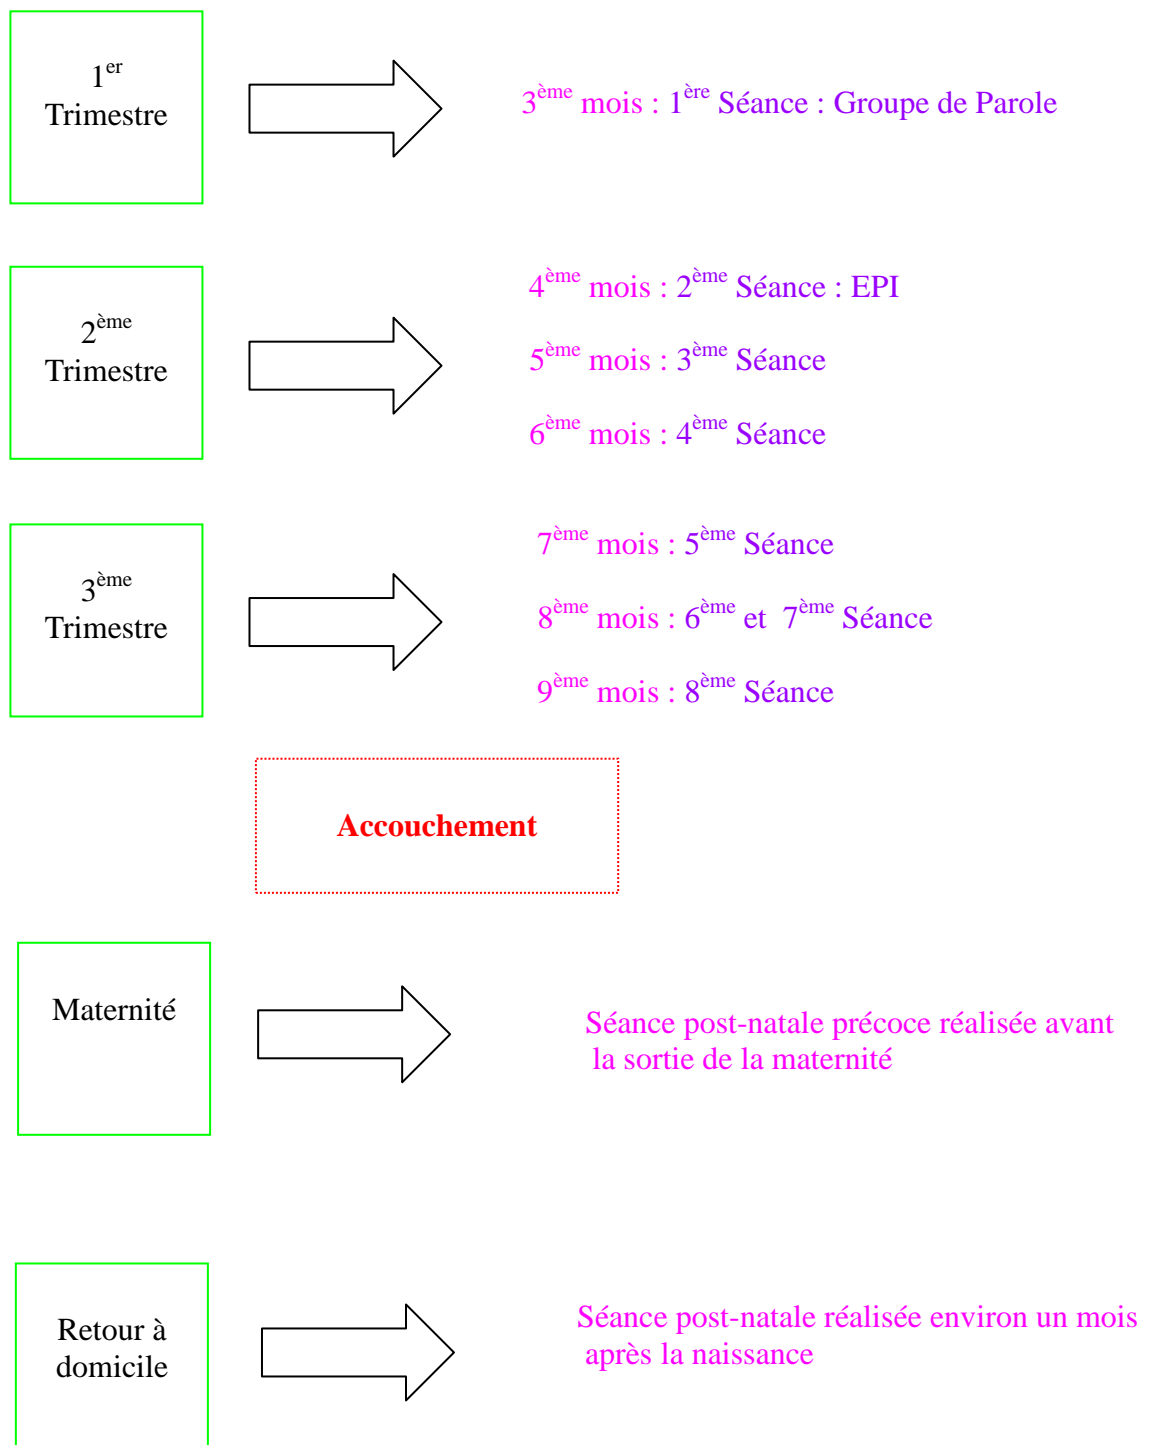 1er
Trimestre
3ème mois : 1ère Séance : Groupe de Parole
2ème
Trimestre
4ème mois : 2ème Séance : EPI
5ème mois : 3ème Séance
6ème mois : 4ème Séance
3ème
Trimestre
7ème mois : 5ème Séance
8ème mois : 6ème et 7ème Séance
9ème mois : 8ème Séance
Accouchement
Maternité
Séance post-natale précoce réalisée avant
la sortie de la maternité
Retour à
domicile
Séance post-natale réalisée environ un mois
après la naissance